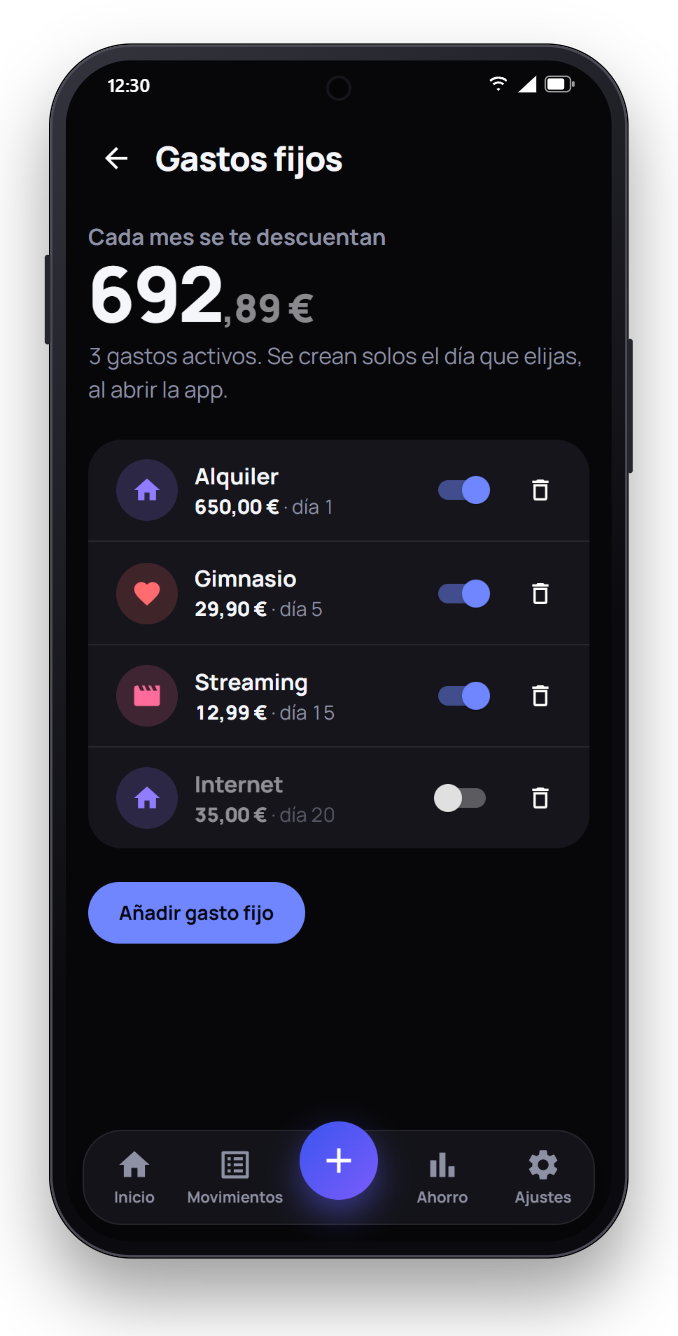 12:30
Gastos fijos
Cada mes se te descuentan
692,89 €
3 gastos activos. Se crean solos el día que elijas,
al abrir la app.
Alquiler
650,00 € · día 1
Gimnasio
29,90 € · día 5
Streaming
12,99 € · día 15
Internet
35,00 € · día 20
Añadir gasto fijo
Inicio
Movimientos
Ahorro
Ajustes